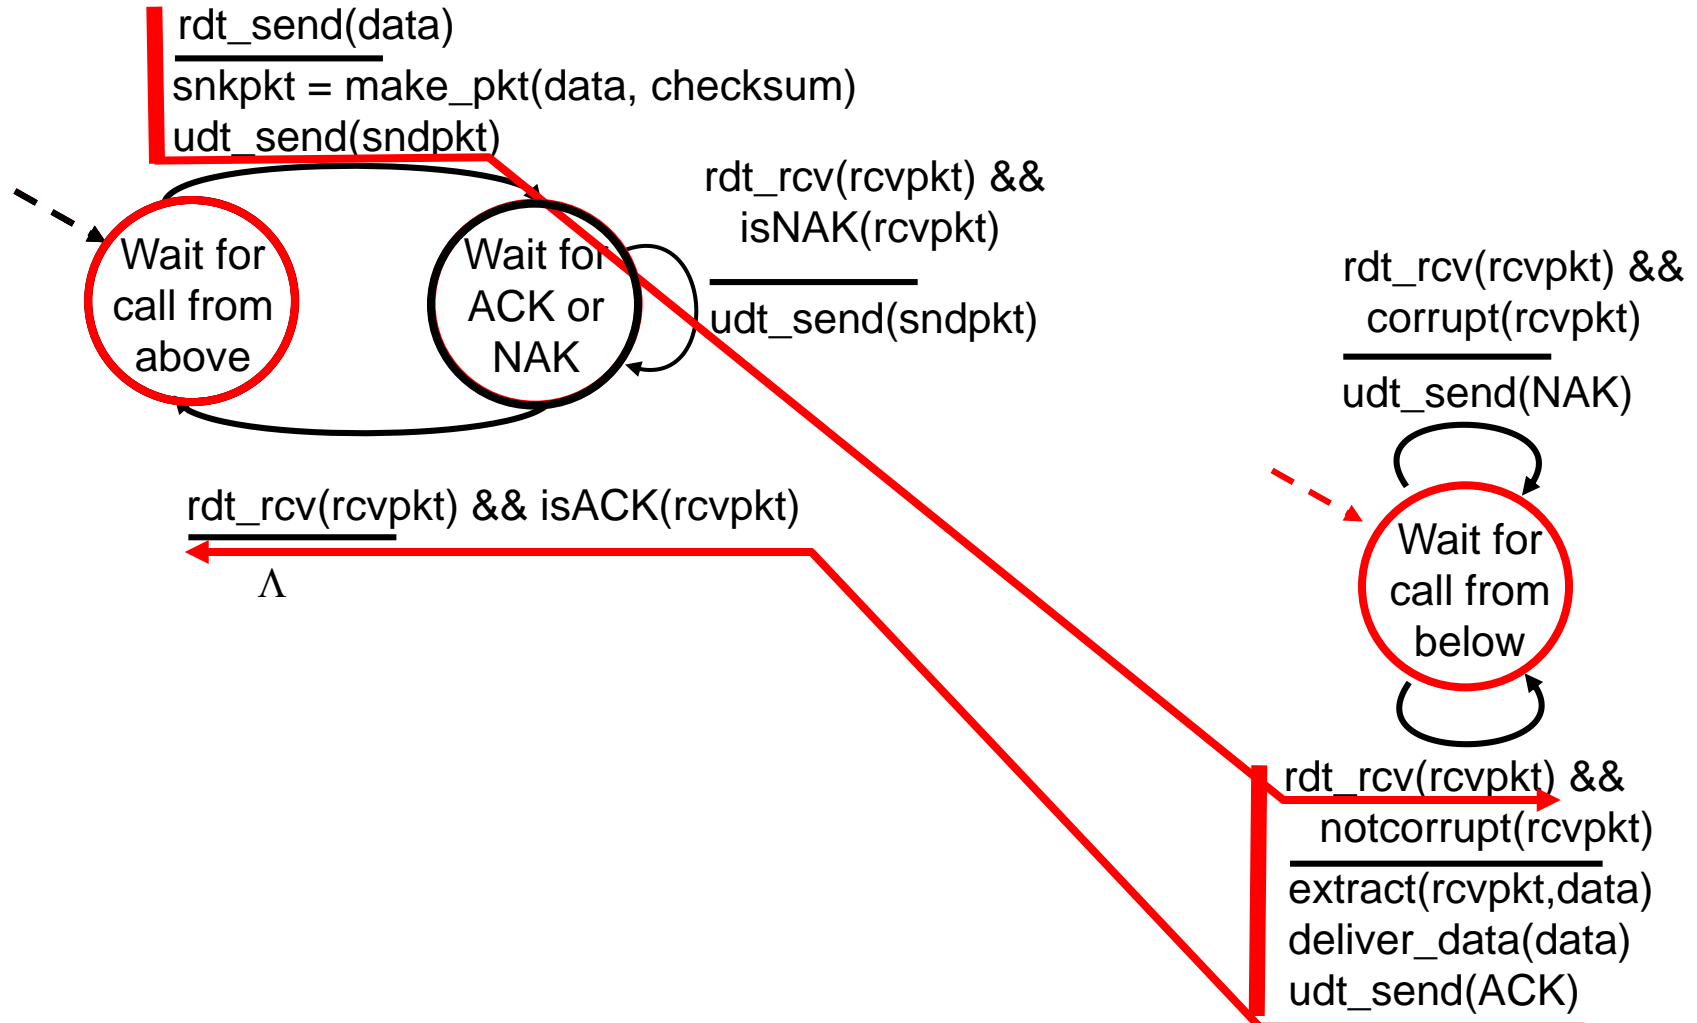 rdt_send(data)
snkpkt = make_pkt(data, checksum)
udt_send(sndpkt)
rdt_rcv(rcvpkt) &&
isNAK(rcvpkt)
udt_send(sndpkt)
Wait for
call from
above
Wait for
ACK or
NAK
rdt_rcv(rcvpkt) && isACK(rcvpkt)
Λ
rdt_rcv(rcvpkt) &&
corrupt(rcvpkt)
udt_send(NAK)
Wait for
call from
below
rdt_rcv(rcvpkt) &&
notcorrupt(rcvpkt)
extract(rcvpkt,data)
deliver_data(data)
udt_send(ACK)